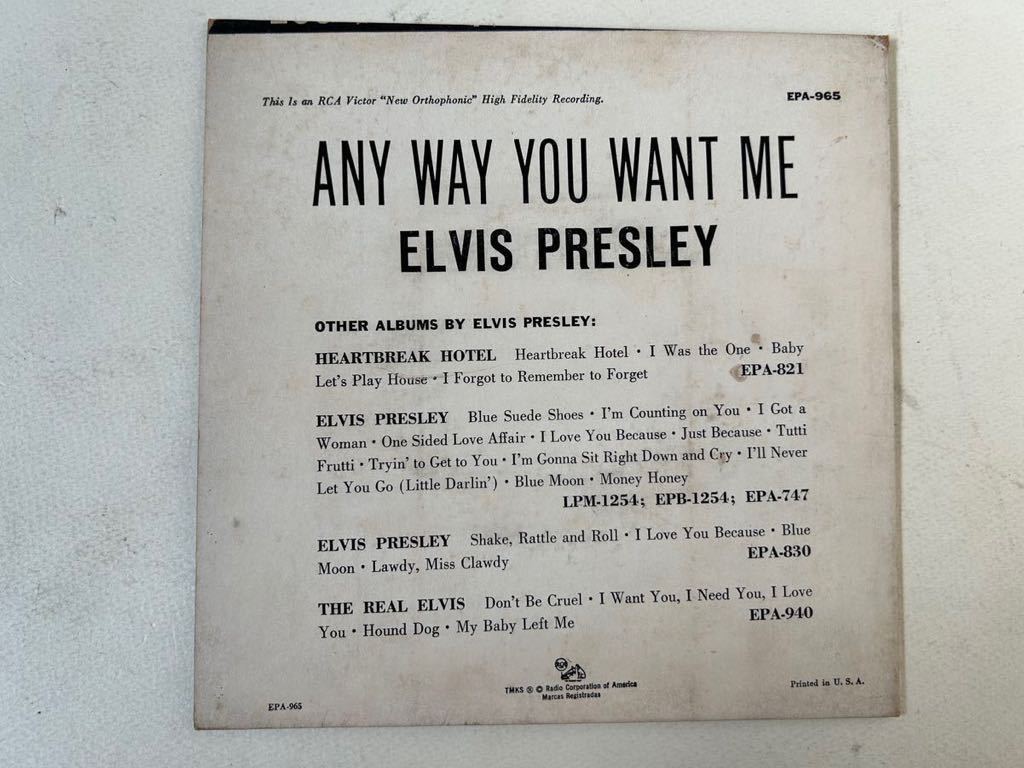 This Is an RCA Victor "New Orthophonic" High Fidelity Recording.
EPA-965
ANY WAY YOU WANT ME
ELVIS PRESLEY
OTHER ALBUMS BY ELVIS PRESLEY:
HEARTBREAK HOTEL Heartbreak Hotel • I Was the One • Baby
Let's Play House • I Forgot to Remember to Forget EPA-821
ELVIS PRESLEY Blue Suede Shoes • I'm Counting on You • I Got a
Woman • One Sided Love Affair • I Love You Because • Just Because • Tutti
Frutti • Tryin' to Get to You • I'm Gonna Sit Right Down and Cry • I'll Never
Let You Go (Little Darlin') • Blue Moon • Money Honey
LPM-1254; EPB-1254; EPA-747
ELVIS PRESLEY Shake, Rattle and Roll • I Love You Because • Blue
Moon • Lawdy, Miss Clawdy EPA-830
THE REAL ELVIS Don't Be Cruel • I Want You, I Need You, I Love
You • Hound Dog • My Baby Left Me EPA-940
RCA
TMKS ® © Radio Corporation of America
Marcas Registradas
Printed in U. S. A.
EPA-965